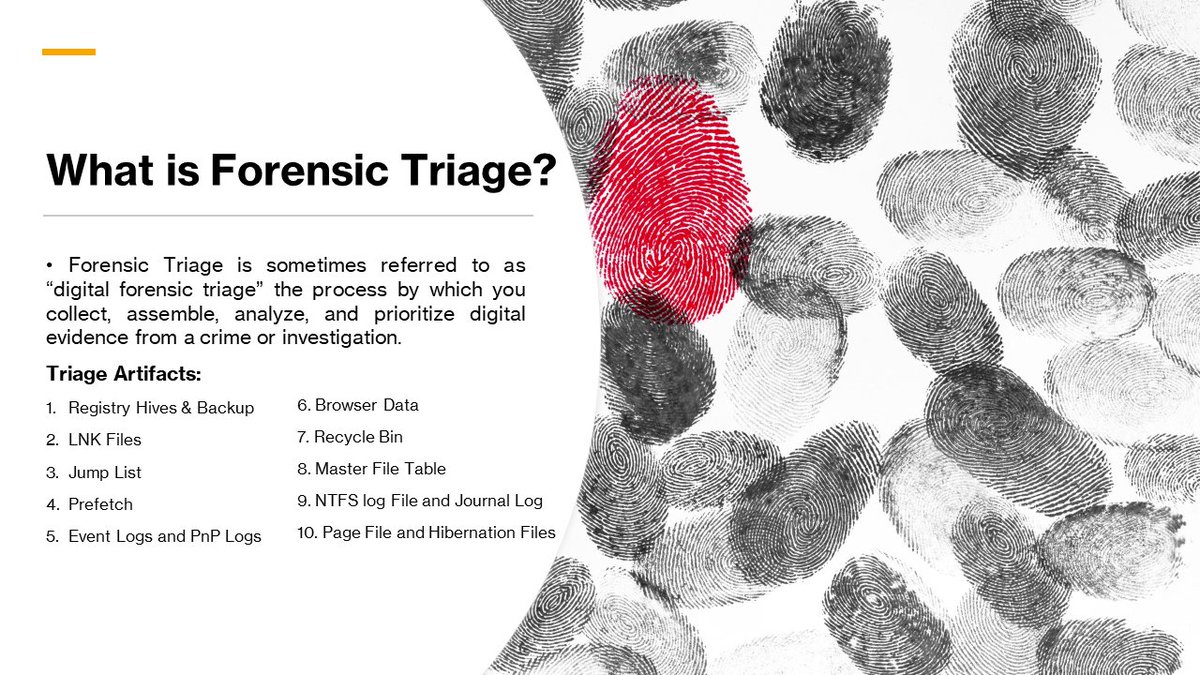 What is Forensic Triage?
• Forensic Triage is sometimes referred to as
“digital forensic triage” the process by which you
collect, assemble, analyze, and prioritize digital
evidence from a crime or investigation.
Triage Artifacts:
1. Registry Hives & Backup
2. LNK Files
3. Jump List
4. Prefetch
5. Event Logs and PnP Logs
6. Browser Data
7. Recycle Bin
8. Master File Table
9. NTFS log File and Journal Log
10. Page File and Hibernation Files